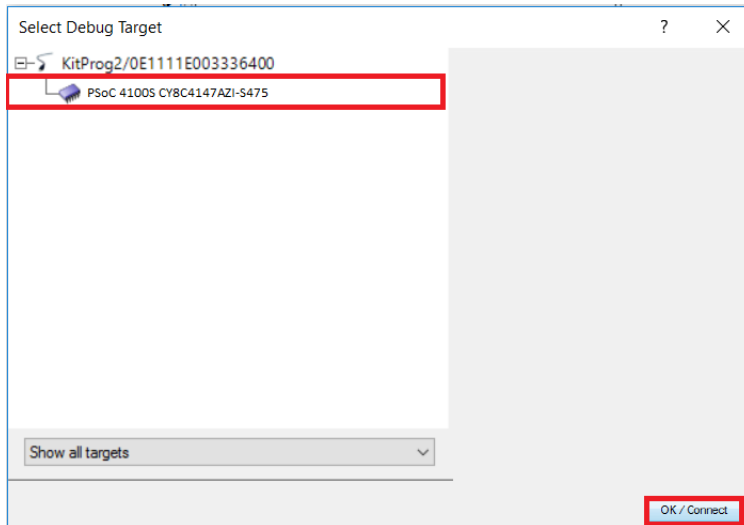 Select Debug Target
KitProg2/0E1111E003336400
PSoC 4100S CY8C4147AZI-S475
Show all targets
OK / Connect